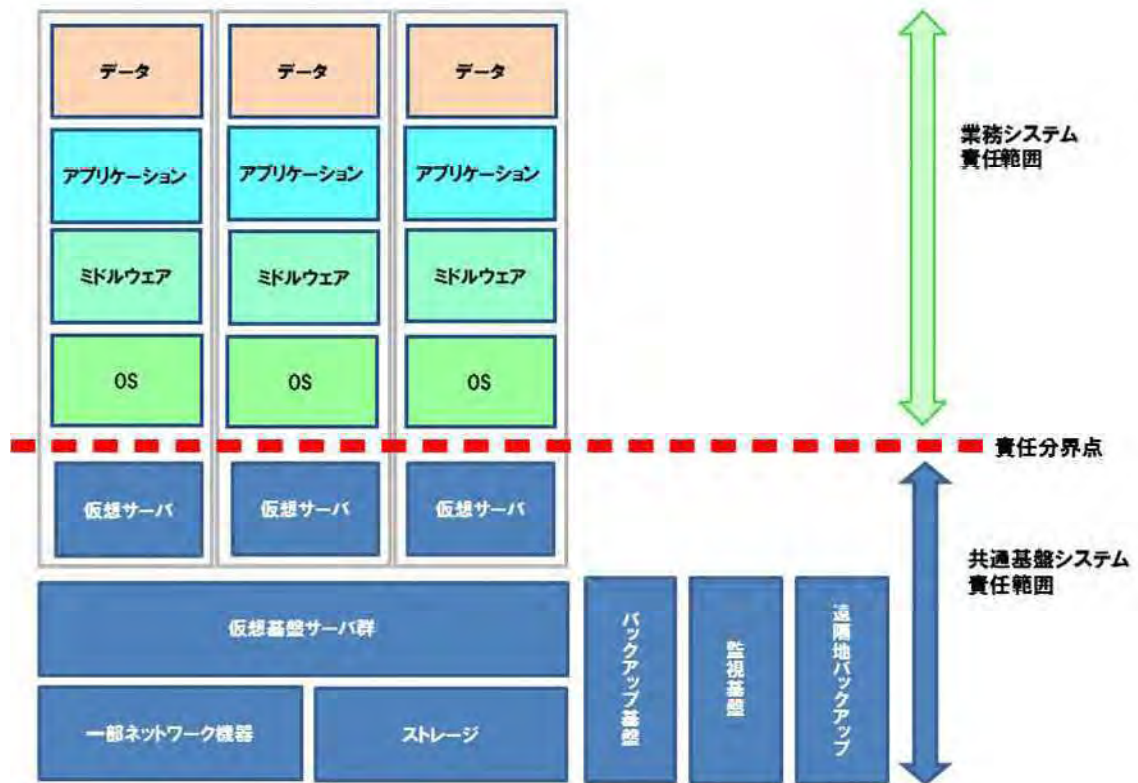 データ
データ
データ
アプリケーション
アプリケーション
アプリケーション
業務システム
責任範囲
ミドルウェア
ミドルウェア
ミドルウェア
OS
OS
OS
責任分界点
仮想サーバ
仮想サーバ
仮想サーバ
共通基盤システム
責任範囲
仮想基盤サーバ群
バックアップ基盤
監視基盤
遠隔地バックアップ
一部ネットワーク機器
ストレージ